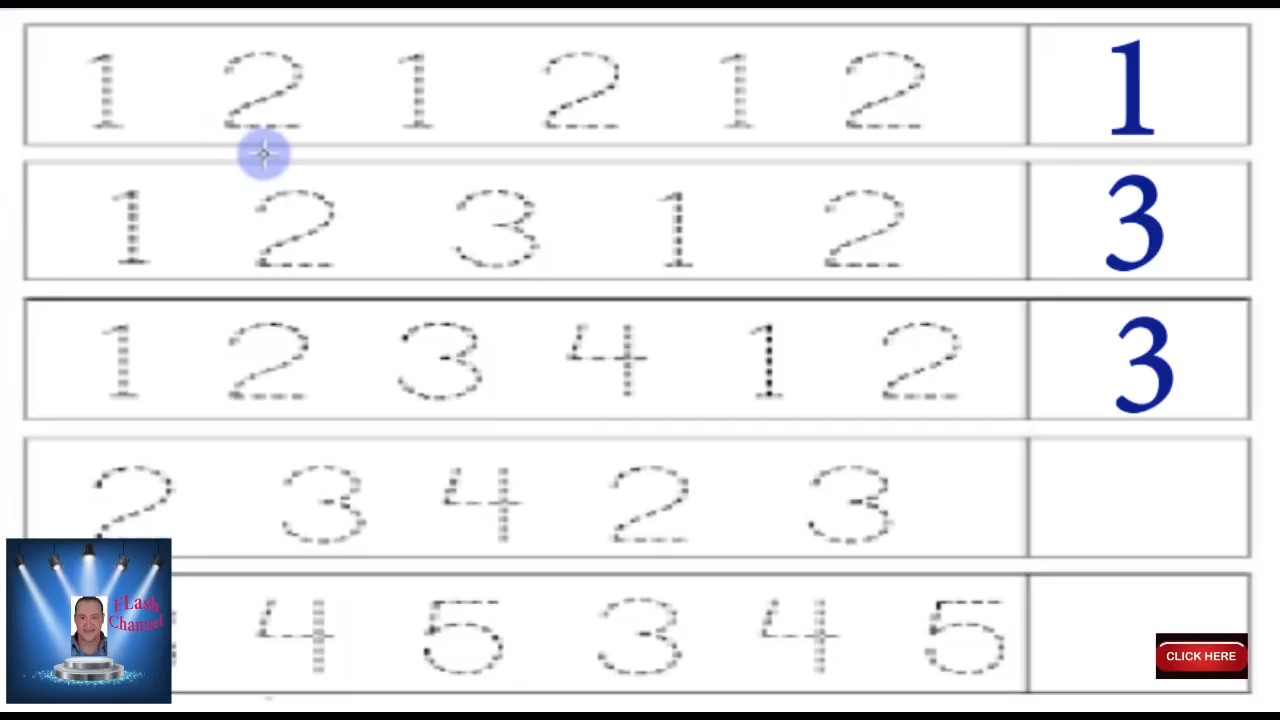 1 2 1 2 1 2 1
1 2 3 1 2 3
1 2 3 4 1 2 3
2 3 4 2 3
4 5 3 4 5
FLash
Channel
CLICK HERE